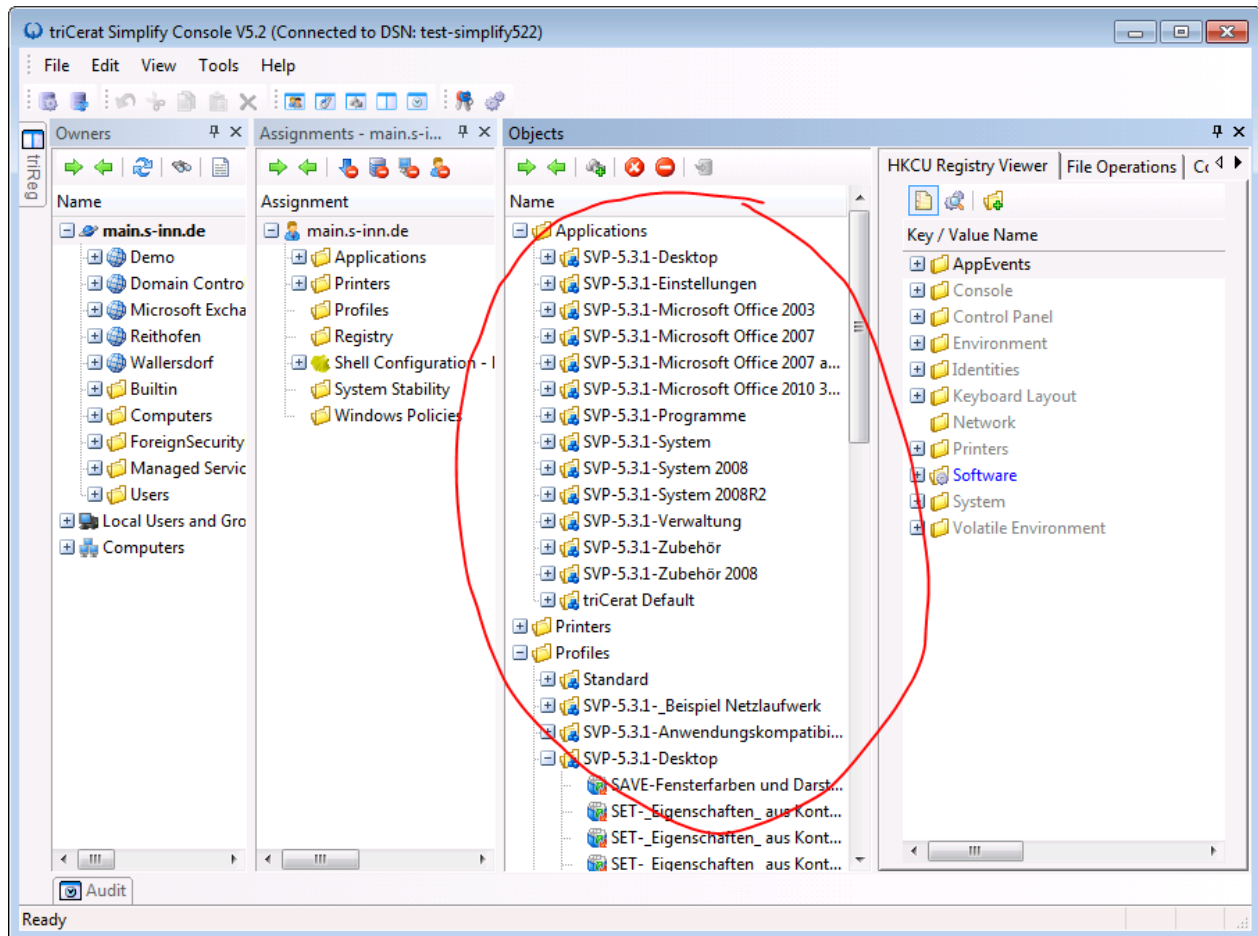 triCerat Simplify Console V5.2 (Connected to DSN: test-simplify522)
File Edit View Tools Help
triReg
Owners
Name
main.s-inn.de
Demo
Domain Contro
Microsoft Excha
Reithofen
Wallersdorf
Builtin
Computers
ForeignSecurity
Managed Servic
Users
Local Users and Gro
Computers
Assignments - main.s-i...
Assignment
main.s-inn.de
Applications
Printers
Profiles
Registry
Shell Configuration - I
System Stability
Windows Policies
Objects
Name
Applications
SVP-5.3.1-Desktop
SVP-5.3.1-Einstellungen
SVP-5.3.1-Microsoft Office 2003
SVP-5.3.1-Microsoft Office 2007
SVP-5.3.1-Microsoft Office 2007 a...
SVP-5.3.1-Microsoft Office 2010 3...
SVP-5.3.1-Programme
SVP-5.3.1-System
SVP-5.3.1-System 2008
SVP-5.3.1-System 2008R2
SVP-5.3.1-Verwaltung
SVP-5.3.1-Zubehör
SVP-5.3.1-Zubehör 2008
triCerat Default
Printers
Profiles
Standard
SVP-5.3.1-_Beispiel Netzlaufwerk
SVP-5.3.1-Anwendungskompatibi...
SVP-5.3.1-Desktop
SAVE-Fensterfarben und Darst...
SET-_Eigenschaften_ aus Kont...
SET-_Eigenschaften_ aus Kont...
SET-_Eigenschaften_ aus Kont...
HKCU Registry Viewer File Operations Cc
Key / Value Name
AppEvents
Console
Control Panel
Environment
Identities
Keyboard Layout
Network
Printers
Software
System
Volatile Environment
Audit
Ready